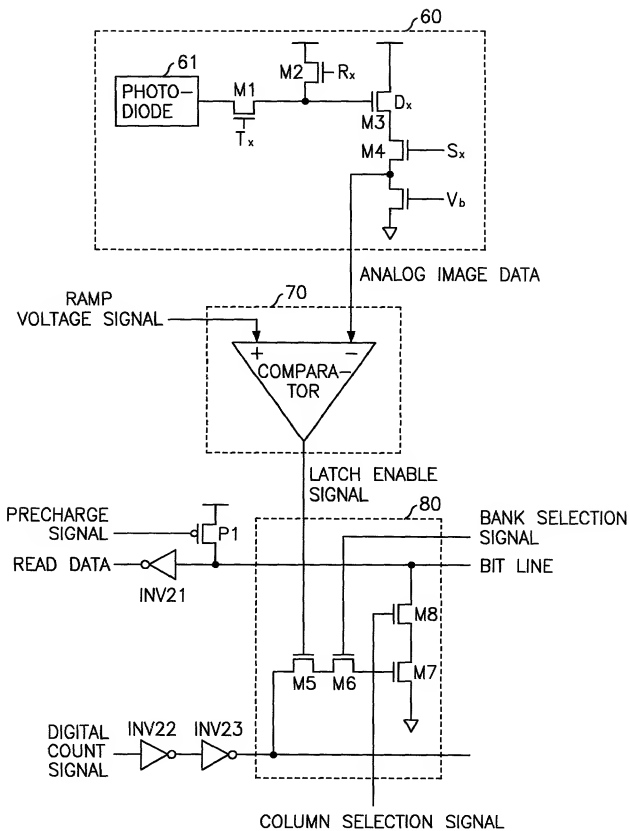 60
61
PHOTO-
DIODE
M1
Tx
M2
Rx
Dx
M3
M4
Sx
Vb
ANALOG IMAGE DATA
RAMP
VOLTAGE SIGNAL
70
+
−
COMPARA-
TOR
LATCH ENABLE
SIGNAL
80
PRECHARGE
SIGNAL
P1
BANK SELECTION
SIGNAL
READ DATA
INV21
BIT LINE
M8
M5
M6
M7
DIGITAL
COUNT
SIGNAL
INV22
INV23
COLUMN SELECTION SIGNAL